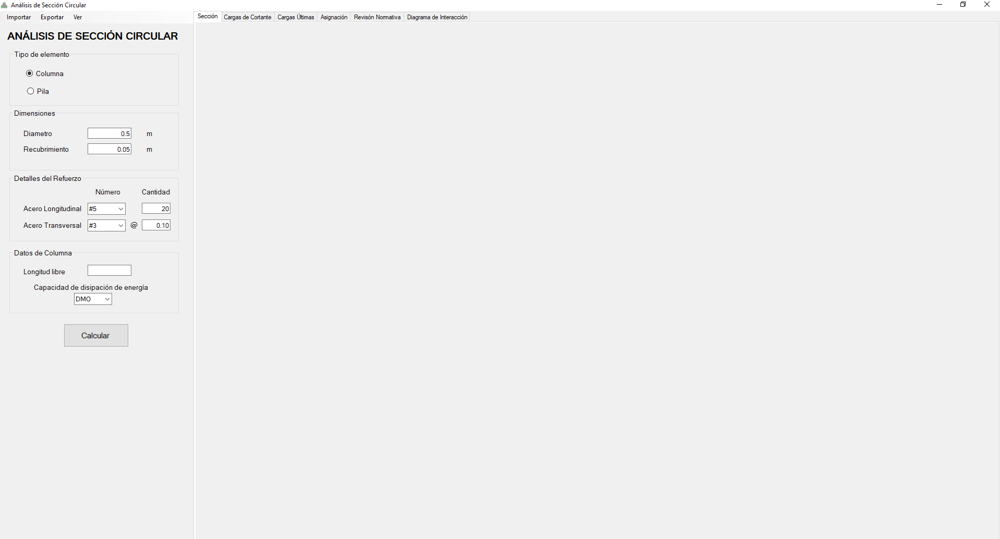 Análisis de Sección Circular
Importar Exportar Ver
Sección Cargas de Cortante Cargas Últimas Asignación Revisón Normativa Diagrama de Interacción
ANÁLISIS DE SECCIÓN CIRCULAR
Tipo de elemento
Columna
Pila
Dimensiones
Diametro 0.5 m
Recubrimiento 0.05 m
Detalles del Refuerzo
Número Cantidad
Acero Longitudinal #5 20
Acero Transversal #3 @ 0.10
Datos de Columna
Longitud libre
Capacidad de disipación de energía
DMO
Calcular